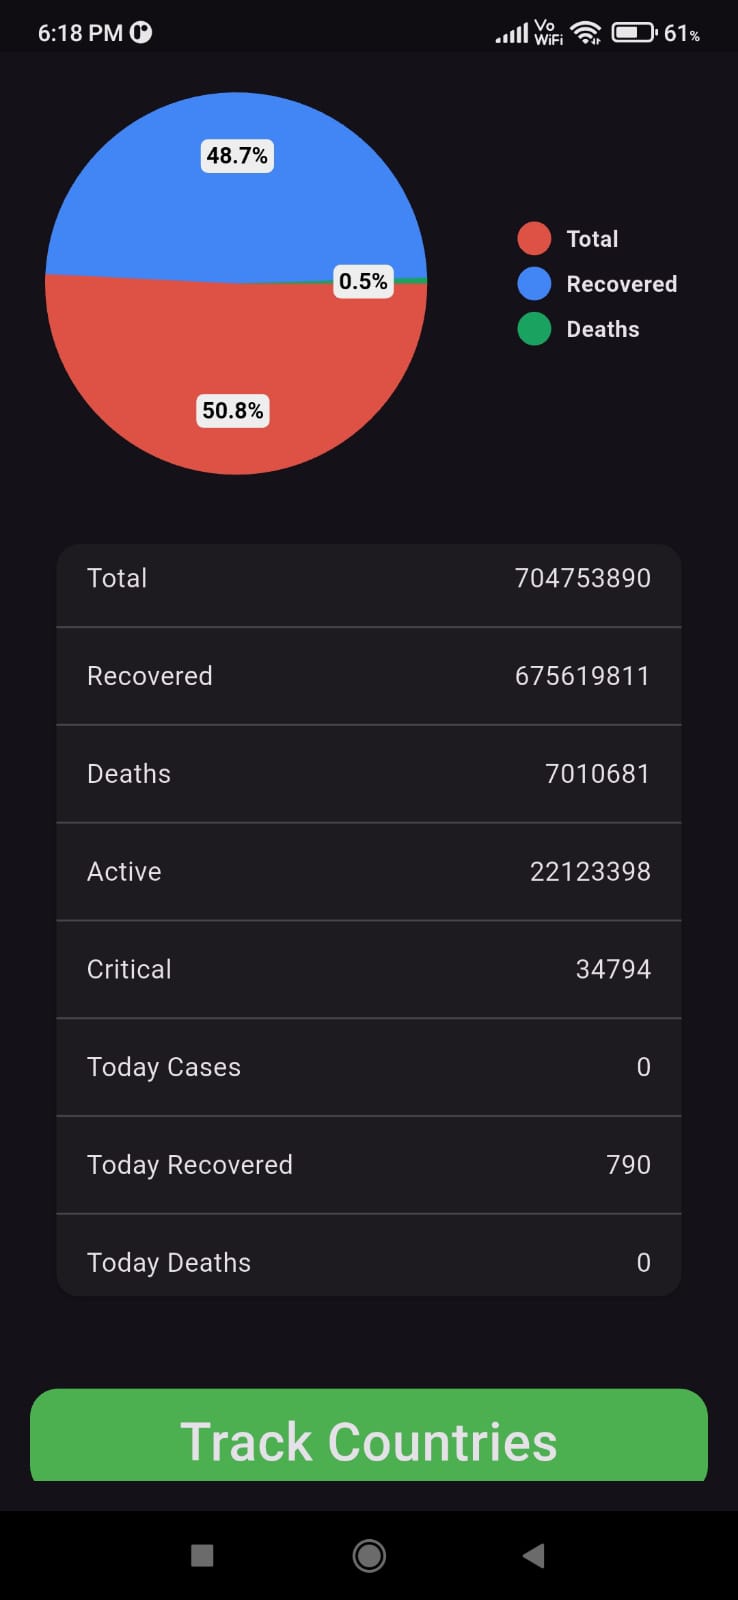 6:18 PM
Vo
WiFi
61%
48.7%
0.5%
50.8%
Total
Recovered
Deaths
Total 704753890
Recovered 675619811
Deaths 7010681
Active 22123398
Critical 34794
Today Cases 0
Today Recovered 790
Today Deaths 0
Track Countries